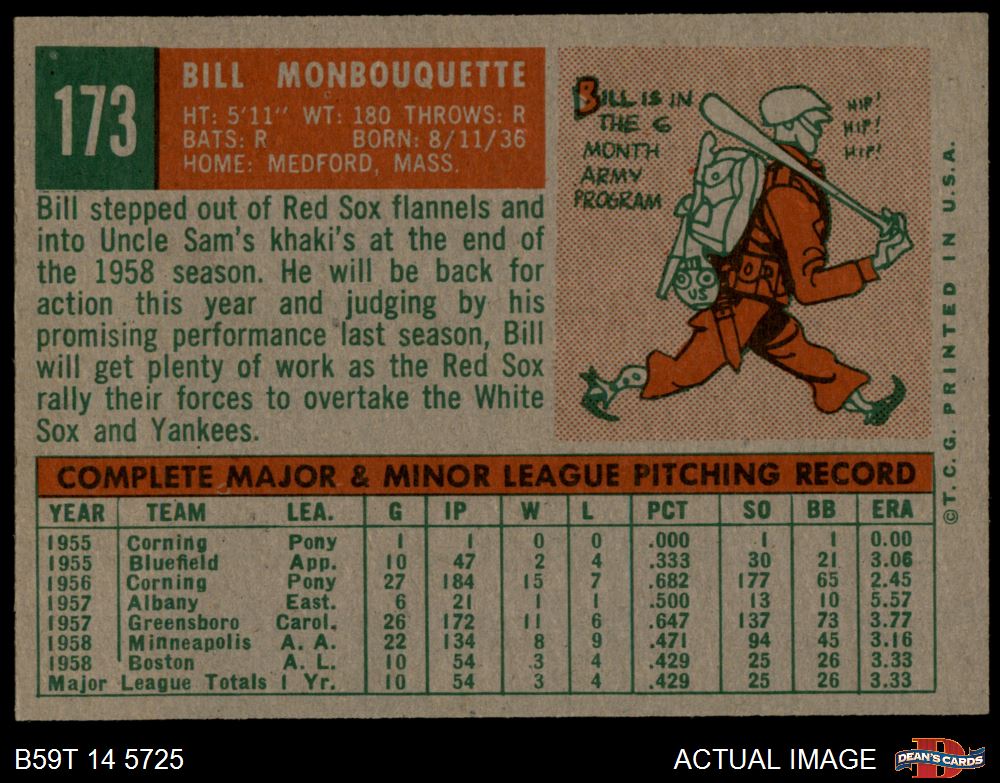 173
BILL MONBOUQUETTE
HT: 5'11" WT: 180 THROWS: R
BATS: R BORN: 8/11/36
HOME: MEDFORD, MASS.
BILL IS IN
THE 6
MONTH
ARMY
PROGRAM
HIP!
HIP!
HIP!
US
Bill stepped out of Red Sox flannels and
into Uncle Sam's khaki's at the end of
the 1958 season. He will be back for
action this year and judging by his
promising performance last season, Bill
will get plenty of work as the Red Sox
rally their forces to overtake the White
Sox and Yankees.
©T.C.G. PRINTED IN U.S.A.
COMPLETE MAJOR & MINOR LEAGUE PITCHING RECORD
YEAR TEAM LEA. G IP W L PCT SO BB ERA
1955 Corning Pony 1 1 0 0 .000 1 1 0.00
1955 Bluefield App. 10 47 2 4 .333 30 21 3.06
1956 Corning Pony 27 184 15 7 .682 177 65 2.45
1957 Albany East. 6 21 1 1 .500 13 10 5.57
1957 Greensboro Carol. 26 172 11 6 .647 137 73 3.77
1958 Minneapolis A. A. 22 134 8 9 .471 94 45 3.16
1958 Boston A. L. 10 54 3 4 .429 25 26 3.33
Major League Totals 1 Yr. 10 54 3 4 .429 25 26 3.33
B59T 14 5725
ACTUAL IMAGE
D
DEAN'S CARDS